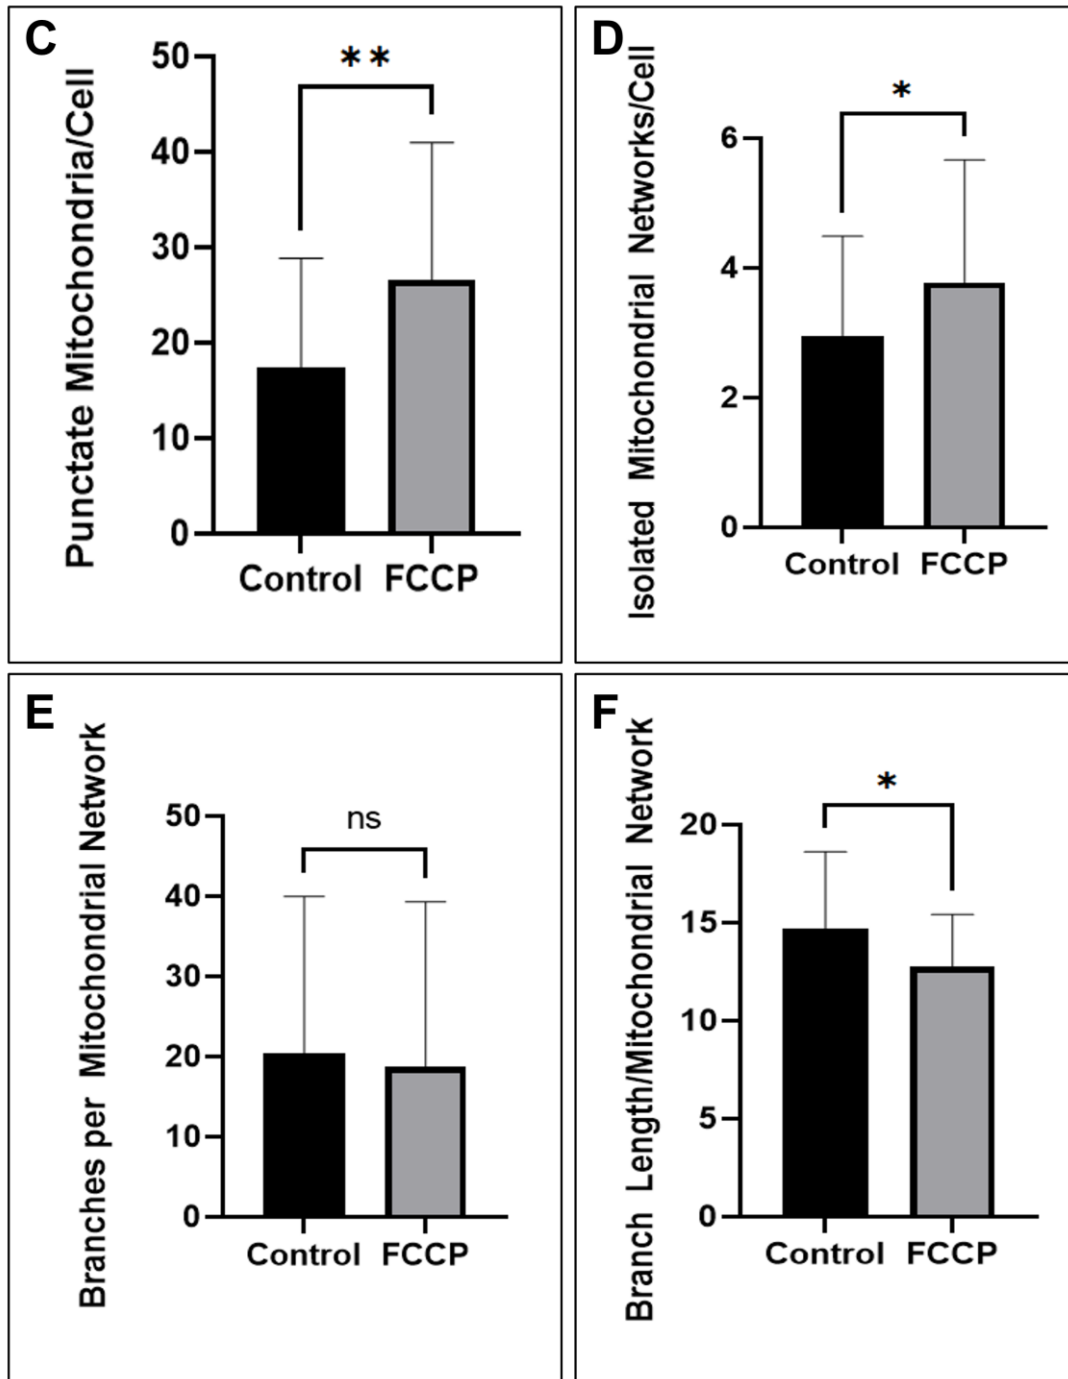 C
Punctate Mitochondria/Cell
50
40
30
20
10
0
**
Control FCCP
D
Isolated Mitochondrial Networks/Cell
6
4
2
0
*
Control FCCP
E
Branches per Mitochondrial Network
50
40
30
20
10
0
ns
Control FCCP
F
Branch Length/Mitochondrial Network
20
15
10
5
0
*
Control FCCP